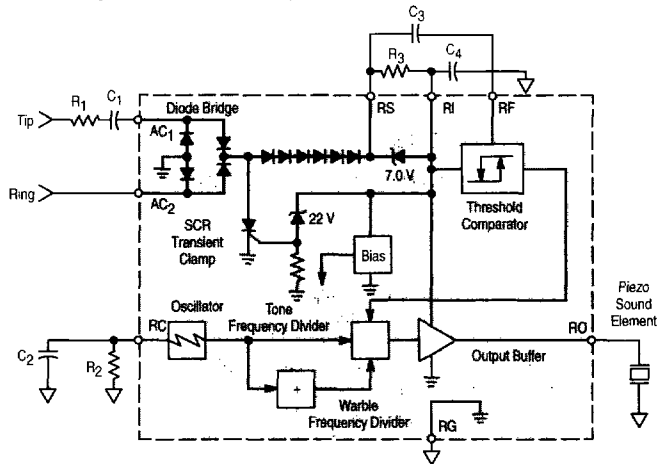 C3
R3
C4
RS
RI
RF
Tip
R1
C1
Diode Bridge
AC1
7.0 V
Ring
AC2
SCR
Transient
Clamp
22 V
Bias
Threshold
Comparator
Oscillator
Tone
Frequency Divider
Piezo
Sound
Element
RC
RO
C2
R2
Output Buffer
+
Warble
Frequency Divider
RG